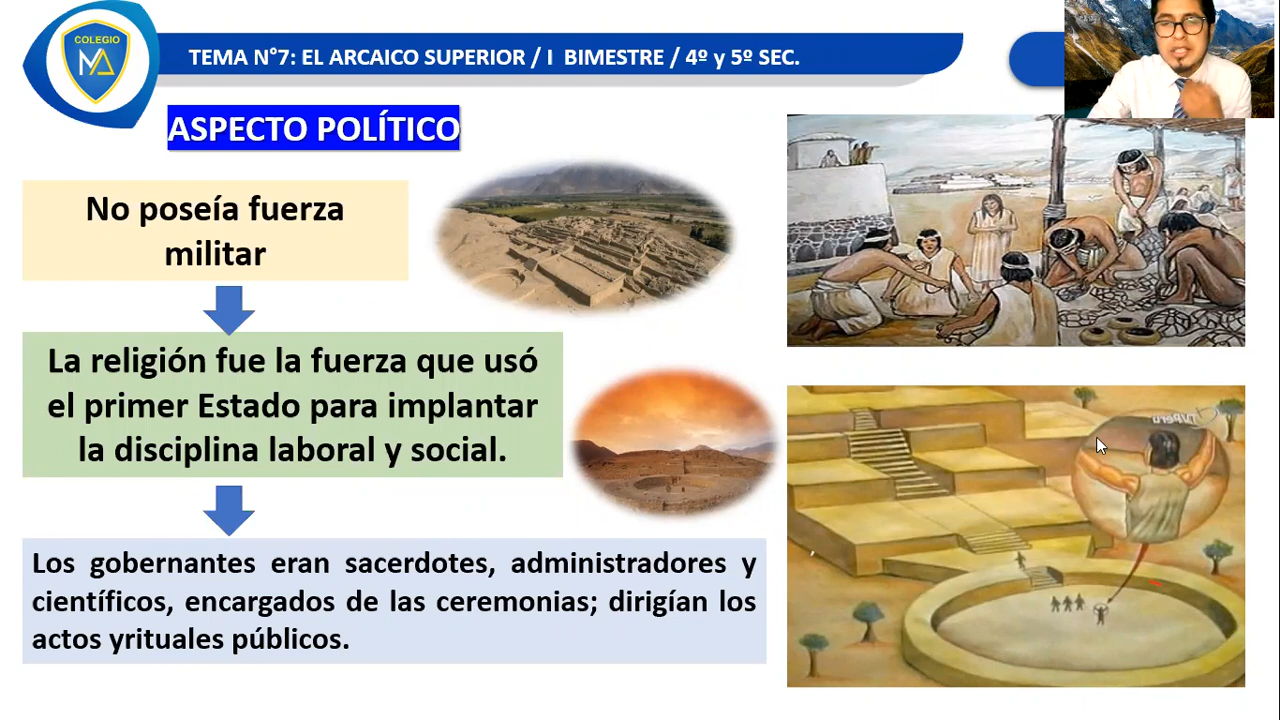 COLEGIO
MA
TEMA N°7: EL ARCAICO SUPERIOR / I BIMESTRE / 4º y 5º SEC.
ASPECTO POLÍTICO
No poseía fuerza
militar
La religión fue la fuerza que usó
el primer Estado para implantar
la disciplina laboral y social.
Los gobernantes eran sacerdotes, administradores y
científicos, encargados de las ceremonias; dirigían los
actos yrituales públicos.
TVPerú